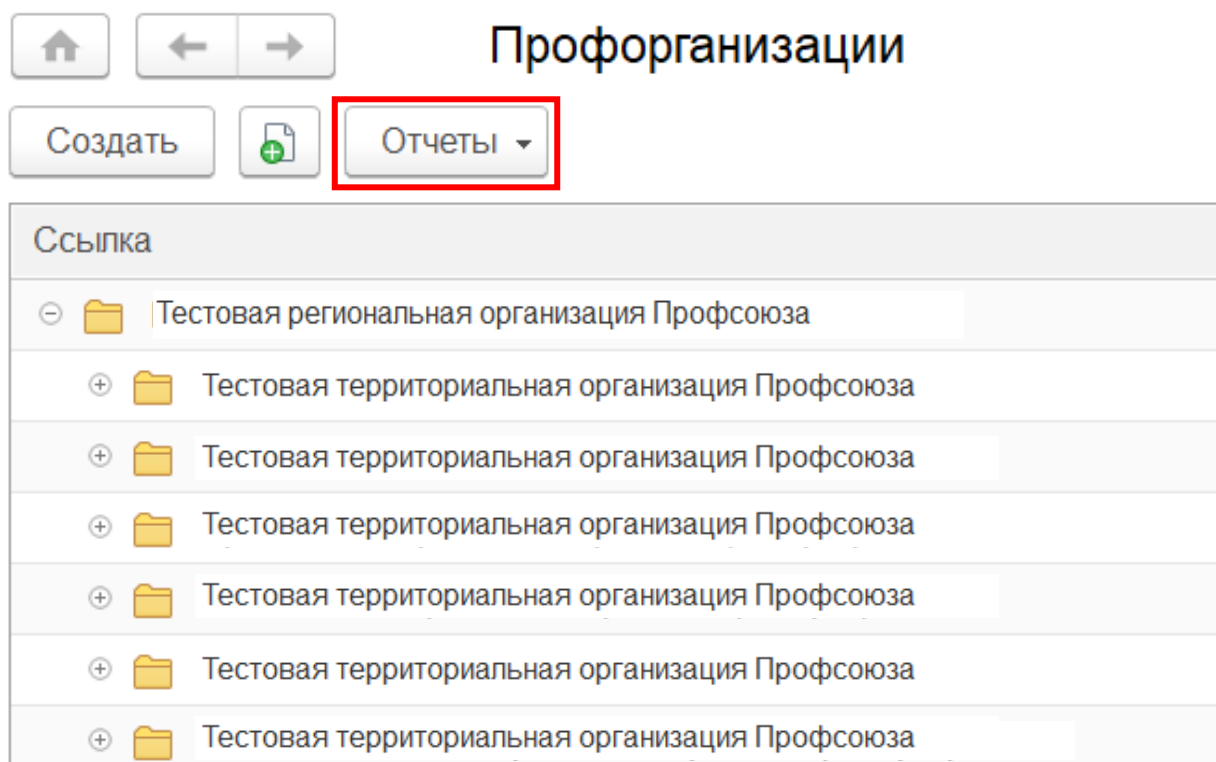 Профорганизации
Создать Отчеты
Ссылка
Тестовая региональная организация Профсоюза
Тестовая территориальная организация Профсоюза
Тестовая территориальная организация Профсоюза
Тестовая территориальная организация Профсоюза
Тестовая территориальная организация Профсоюза
Тестовая территориальная организация Профсоюза
Тестовая территориальная организация Профсоюза